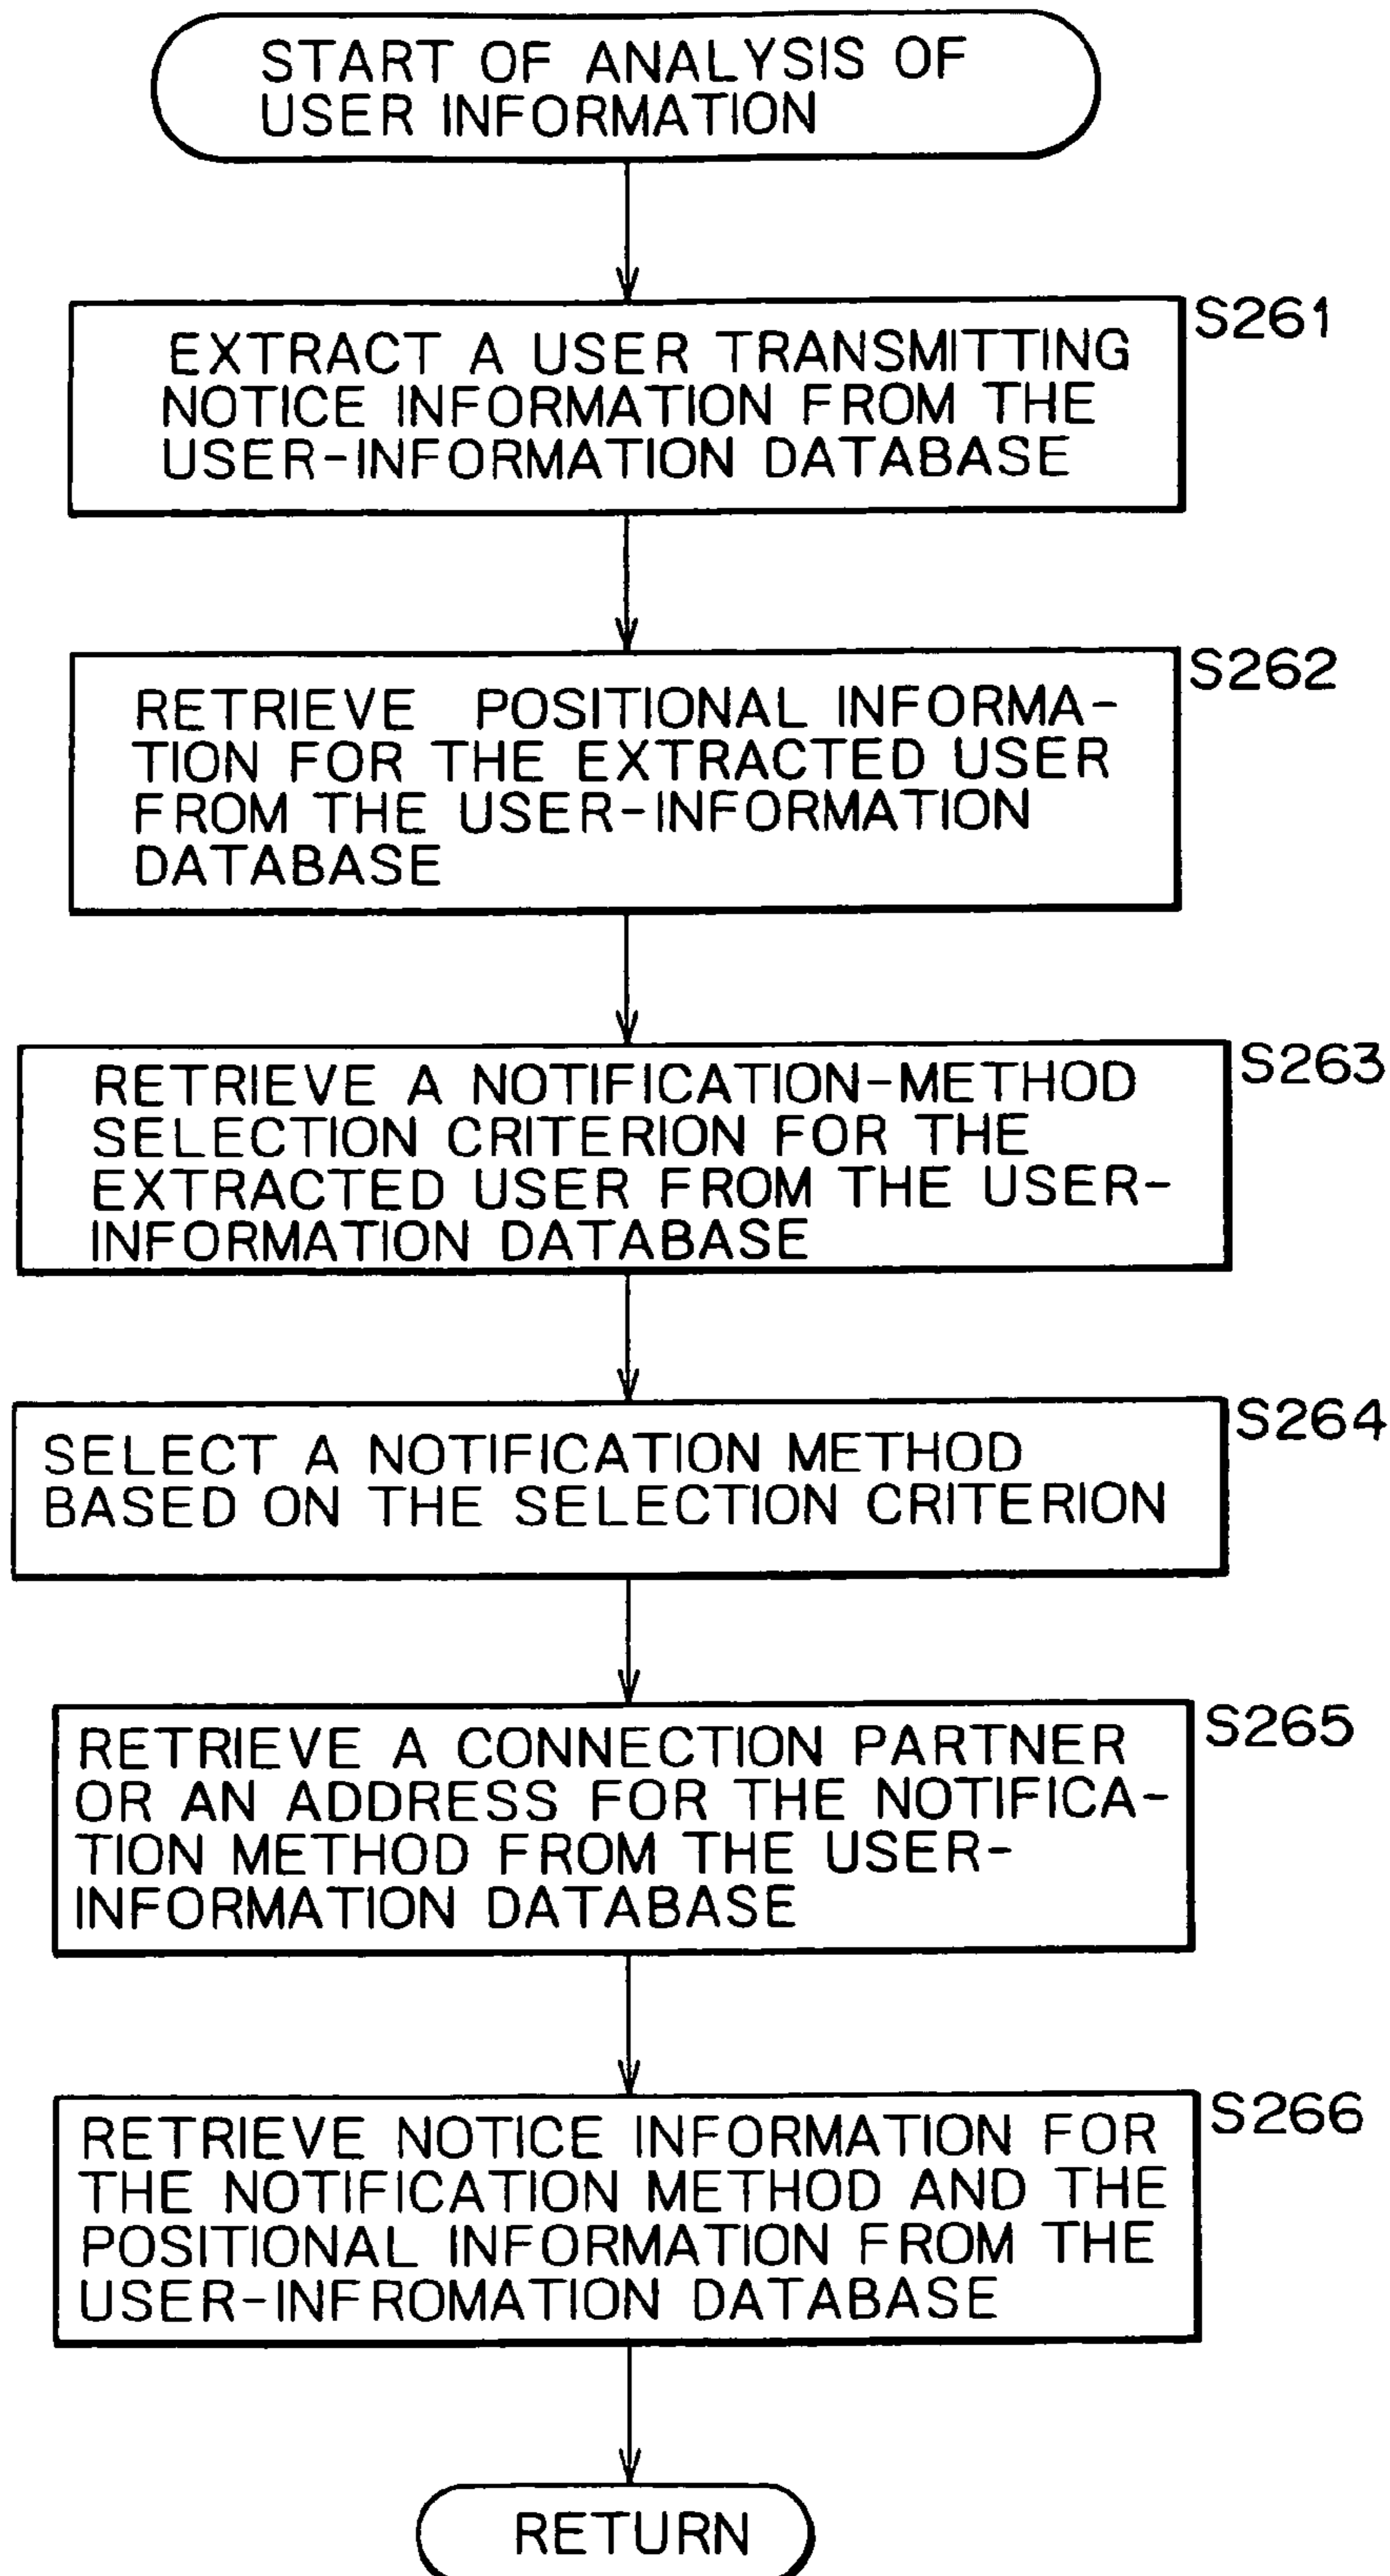 START OF ANALYSIS OF
USER INFORMATION
S261
EXTRACT A USER TRANSMITTING
NOTICE INFORMATION FROM THE
USER-INFORMATION DATABASE
S262
RETRIEVE POSITIONAL INFORMA-
TION FOR THE EXTRACTED USER
FROM THE USER-INFORMATION
DATABASE
S263
RETRIEVE A NOTIFICATION-METHOD
SELECTION CRITERION FOR THE
EXTRACTED USER FROM THE USER-
INFORMATION DATABASE
S264
SELECT A NOTIFICATION METHOD
BASED ON THE SELECTION CRITERION
S265
RETRIEVE A CONNECTION PARTNER
OR AN ADDRESS FOR THE NOTIFICA-
TION METHOD FROM THE USER-
INFORMATION DATABASE
S266
RETRIEVE NOTICE INFORMATION FOR
THE NOTIFICATION METHOD AND THE
POSITIONAL INFORMATION FROM THE
USER-INFROMATION DATABASE
RETURN